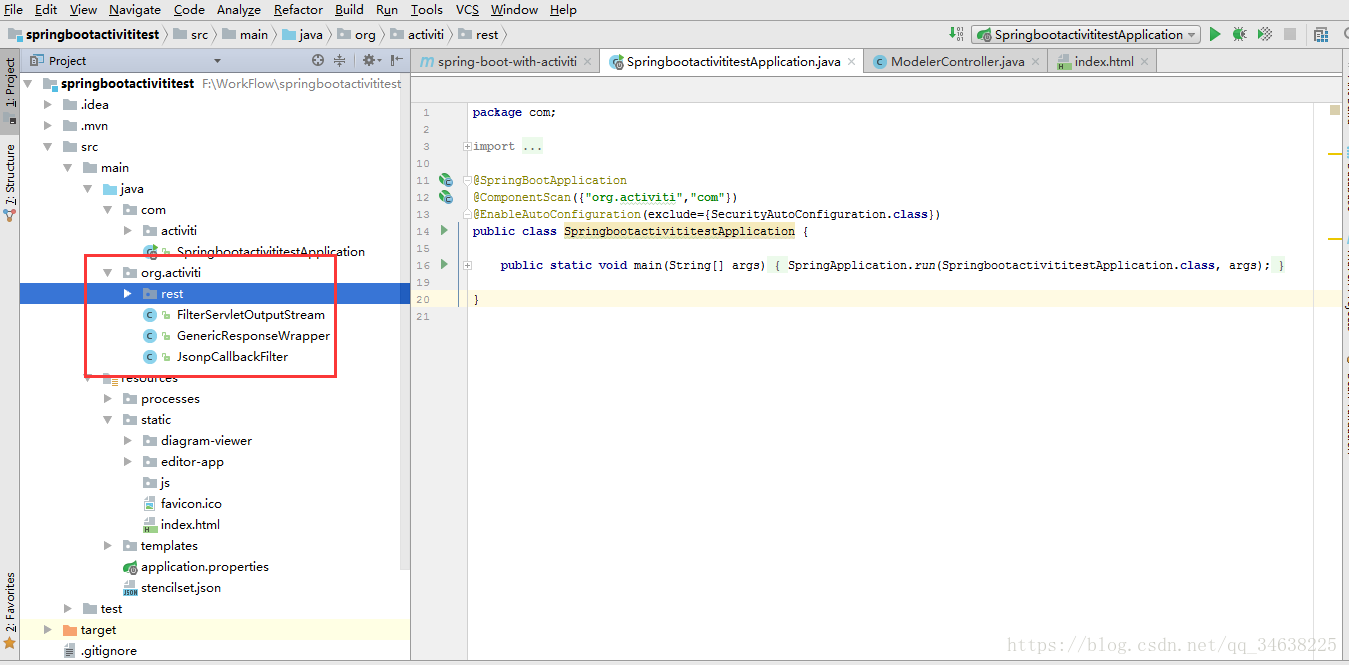 File Edit View Navigate Code Analyze Refactor Build Run Tools VCS Window Help
springbootactivititest src main java org activiti rest SpringbootactivititestApplication
1: Project
Project
spring-boot-with-activiti SpringbootactivititestApplication.java ModelerController.java index.html
springbootactivititest F:\WorkFlow\springbootactivititest
.idea
.mvn
src
main
java
com
activiti
SpringbootactivititestApplication
org.activiti
rest
FilterServletOutputStream
GenericResponseWrapper
JsonpCallbackFilter
resources
processes
static
diagram-viewer
editor-app
js
favicon.ico
index.html
templates
application.properties
stencilset.json
test
target
.gitignore
7: Structure
2: Favorites
1 package com;
2
3 import ...
10
11 @SpringBootApplication
12 @ComponentScan({"org.activiti","com"})
13 @EnableAutoConfiguration(exclude={SecurityAutoConfiguration.class})
14 public class SpringbootactivititestApplication {
15
16 public static void main(String[] args) { SpringApplication.run(SpringbootactivititestApplication.class, args); }
19
20 }
21
https://blog.csdn.net/qq_34638225